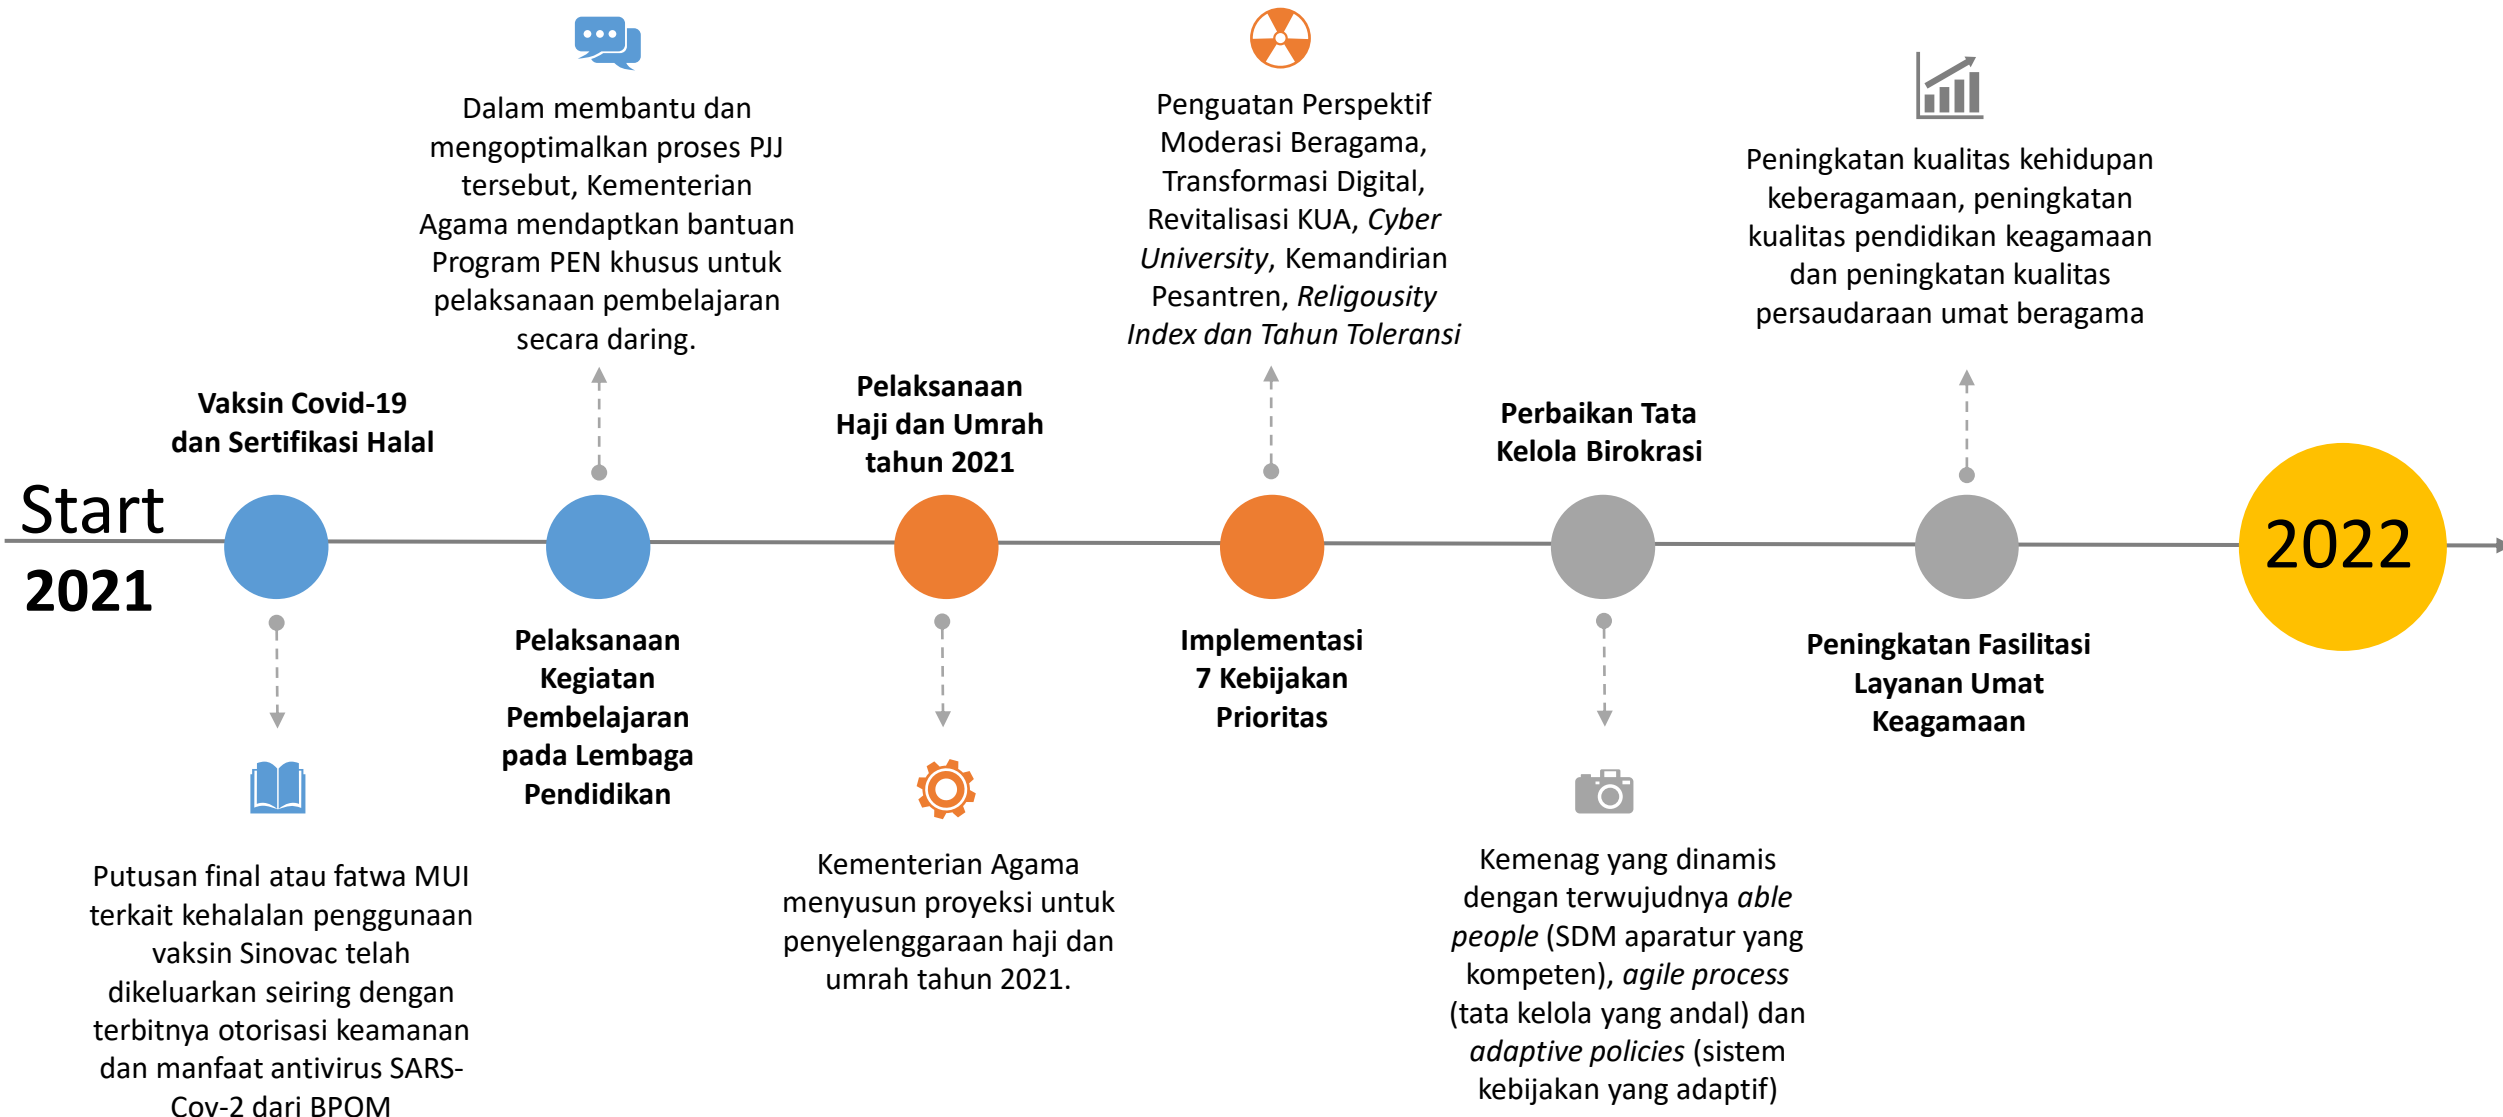 Start
2021
Vaksin Covid-19
dan Sertifikasi Halal
Putusan final atau fatwa MUI
terkait kehalalan penggunaan
vaksin Sinovac telah
dikeluarkan seiring dengan
terbitnya otorisasi keamanan
dan manfaat antivirus SARS-
Cov-2 dari BPOM
Dalam membantu dan
mengoptimalkan proses PJJ
tersebut, Kementerian
Agama mendaptkan bantuan
Program PEN khusus untuk
pelaksanaan pembelajaran
secara daring.
Pelaksanaan
Kegiatan
Pembelajaran
pada Lembaga
Pendidikan
Pelaksanaan
Haji dan Umrah
tahun 2021
Kementerian Agama
menyusun proyeksi untuk
penyelenggaraan haji dan
umrah tahun 2021.
Penguatan Perspektif
Moderasi Beragama,
Transformasi Digital,
Revitalisasi KUA, Cyber
University, Kemandirian
Pesantren, Religousity
Index dan Tahun Toleransi
Implementasi
7 Kebijakan
Prioritas
Perbaikan Tata
Kelola Birokrasi
Kemenag yang dinamis
dengan terwujudnya able
people (SDM aparatur yang
kompeten), agile process
(tata kelola yang andal) dan
adaptive policies (sistem
kebijakan yang adaptif)
Peningkatan kualitas kehidupan
keberagamaan, peningkatan
kualitas pendidikan keagamaan
dan peningkatan kualitas
persaudaraan umat beragama
Peningkatan Fasilitasi
Layanan Umat
Keagamaan
2022